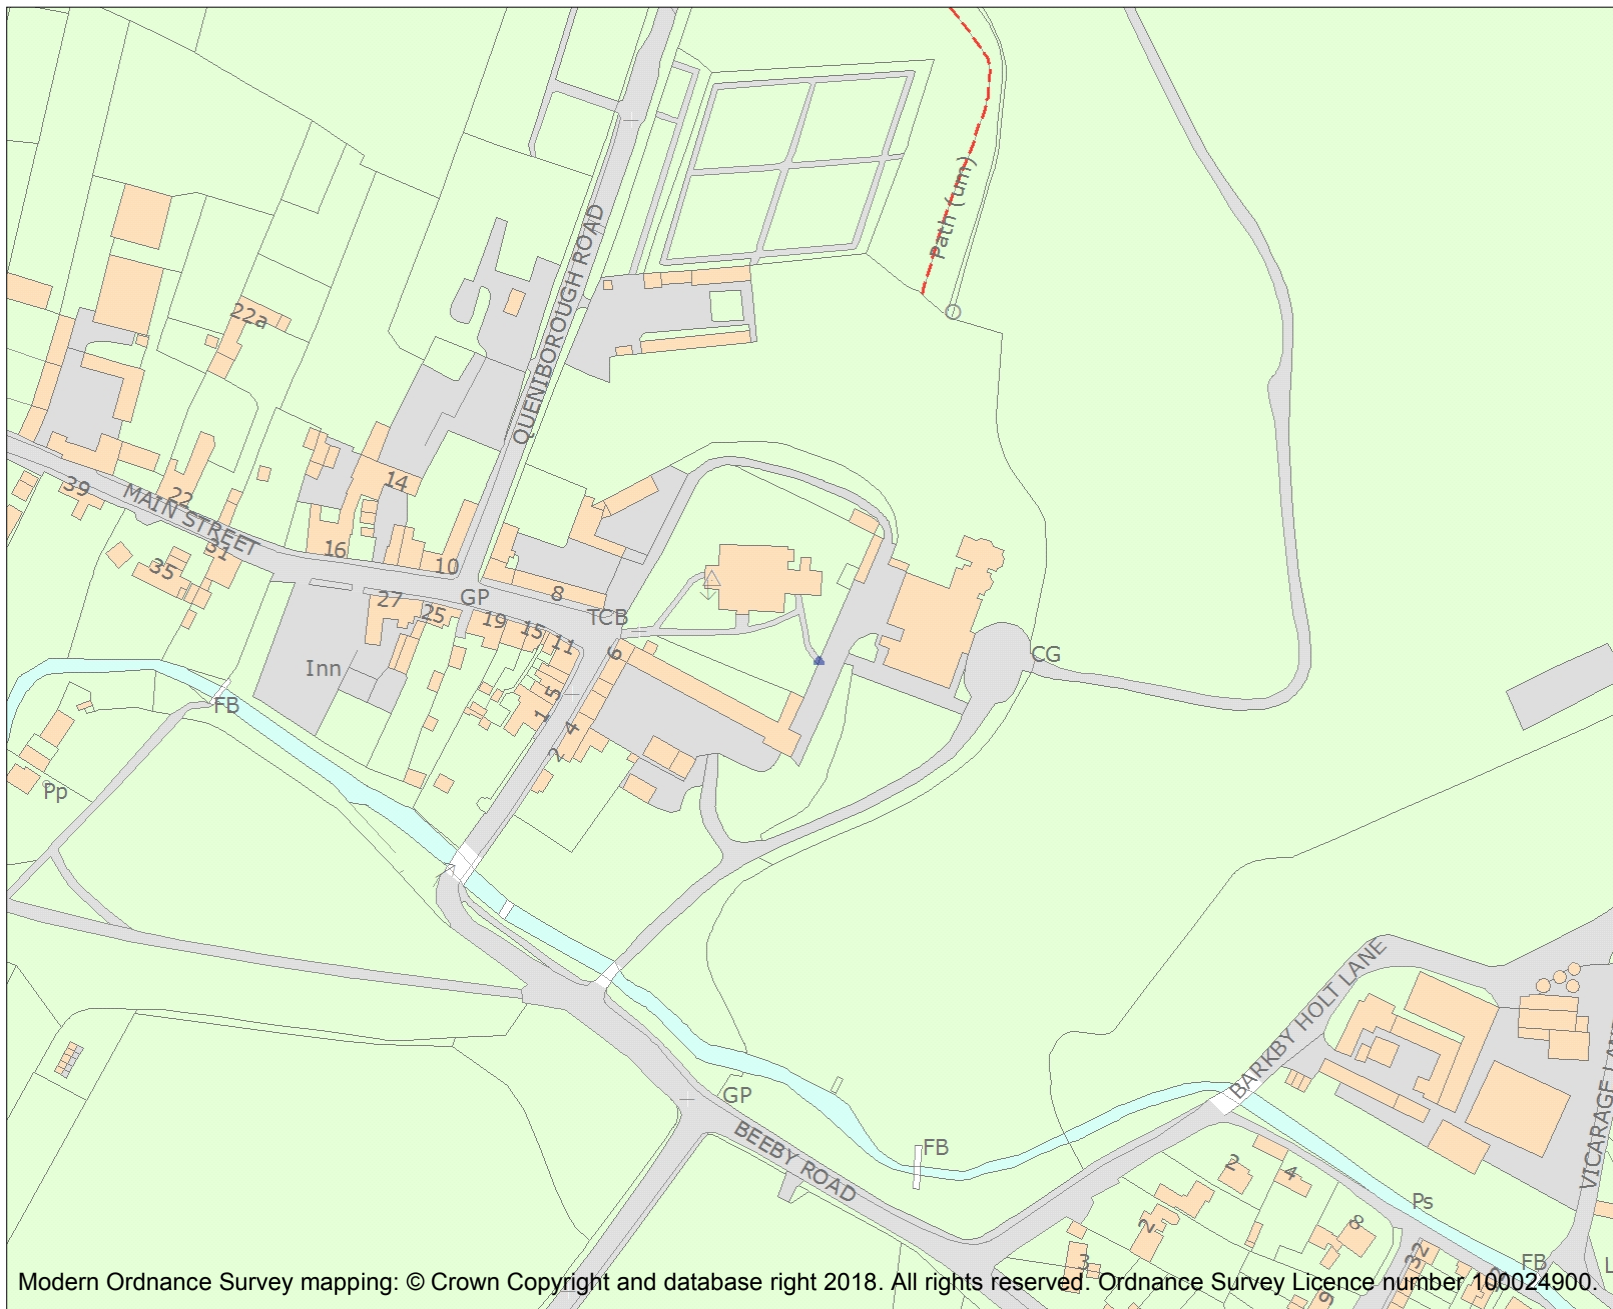 Path (um)
QUENIBOROUGH ROAD
22a
39
MAIN STREET
22
14
31
35
16
10
GP
8
TCB
27
25
19
15
11
6
Inn
FB
5
1
4
2
CG
Pp
BARKBY HOLT LANE
GP
BEEBY ROAD
FB
VICARAGE
2
4
2
8
Ps
3
32
FB
9
Modern Ordnance Survey mapping: © Crown Copyright and database right 2018. All rights reserved. Ordnance Survey Licence number 100024900.